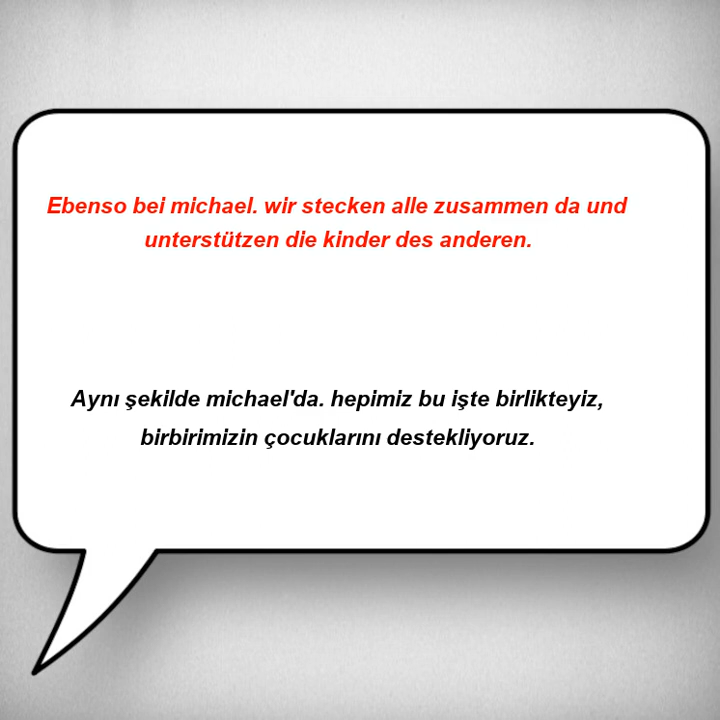 Ebenso bei michael. wir stecken alle zusammen da und
unterstützen die kinder des anderen.
Aynı şekilde michael'da. hepimiz bu işte birlikteyiz,
birbirimizin çocuklarını destekliyoruz.